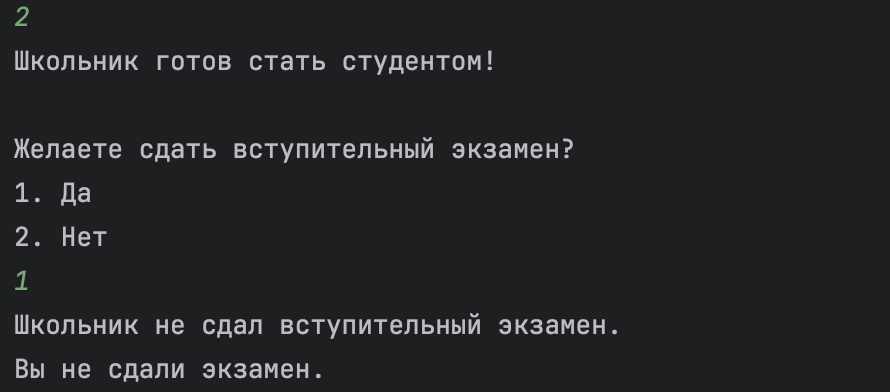 2
Школьник готов стать студентом!
Желаете сдать вступительный экзамен?
1. Да
2. Нет
1
Школьник не сдал вступительный экзамен.
Вы не сдали экзамен.